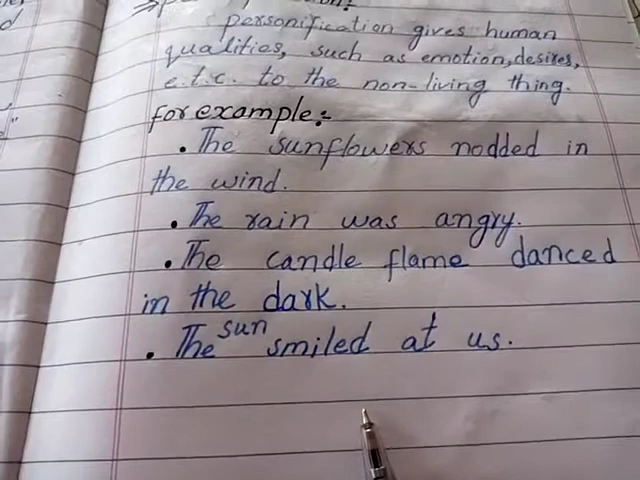 personification gives human
qualities, such as emotion, desires,
e.t.c. to the non-living thing.
for example:-
• The sunflowers nodded in
the wind.
• The rain was angry.
• The candle flame danced
in the dark.
• The sun smiled at us.